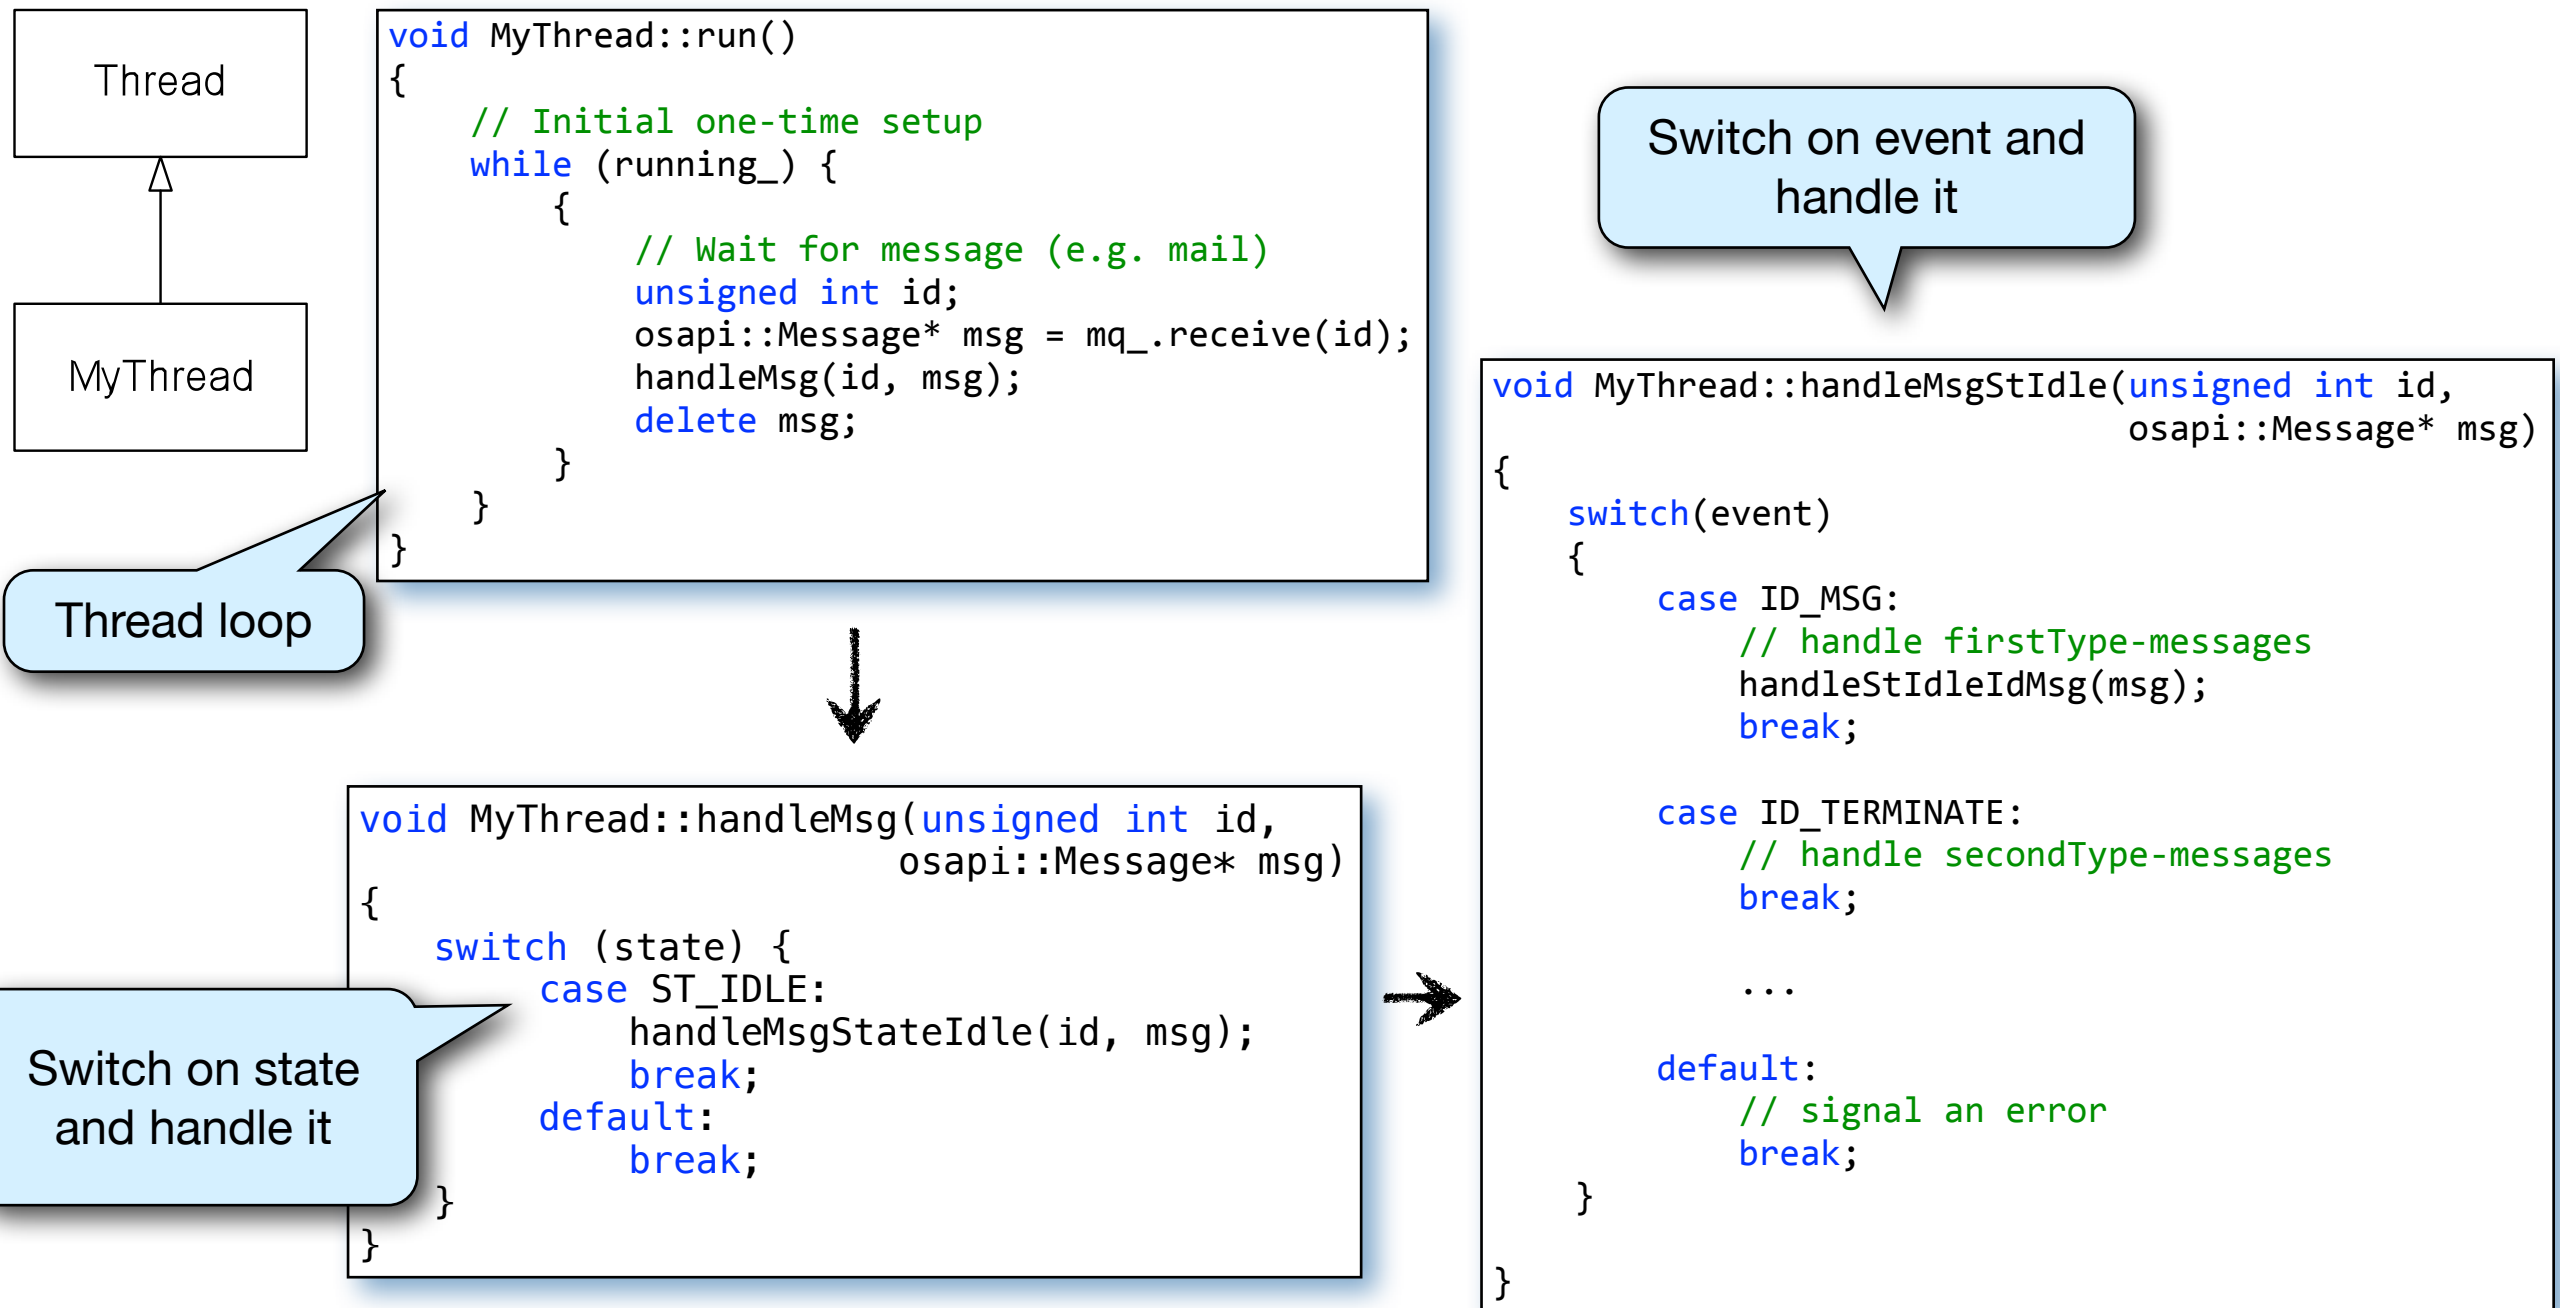 Thread
MyThread
void MyThread::run()
{
    // Initial one-time setup
    while (running_) {
        {
            // Wait for message (e.g. mail)
            unsigned int id;
            osapi::Message* msg = mq_.receive(id);
            handleMsg(id, msg);
            delete msg;
        }
    }
}
Thread loop
void MyThread::handleMsg(unsigned int id,
                         osapi::Message* msg)
{
    switch (state) {
        case ST_IDLE:
            handleMsgStateIdle(id, msg);
            break;
        default:
            break;
    }
}
Switch on state
and handle it
Switch on event and
handle it
void MyThread::handleMsgStIdle(unsigned int id,
                               osapi::Message* msg)
{
    switch(event)
    {
        case ID_MSG:
            // handle firstType-messages
            handleStIdleIdMsg(msg);
            break;
        case ID_TERMINATE:
            // handle secondType-messages
            break;
            ...
        default:
            // signal an error
            break;
    }
}